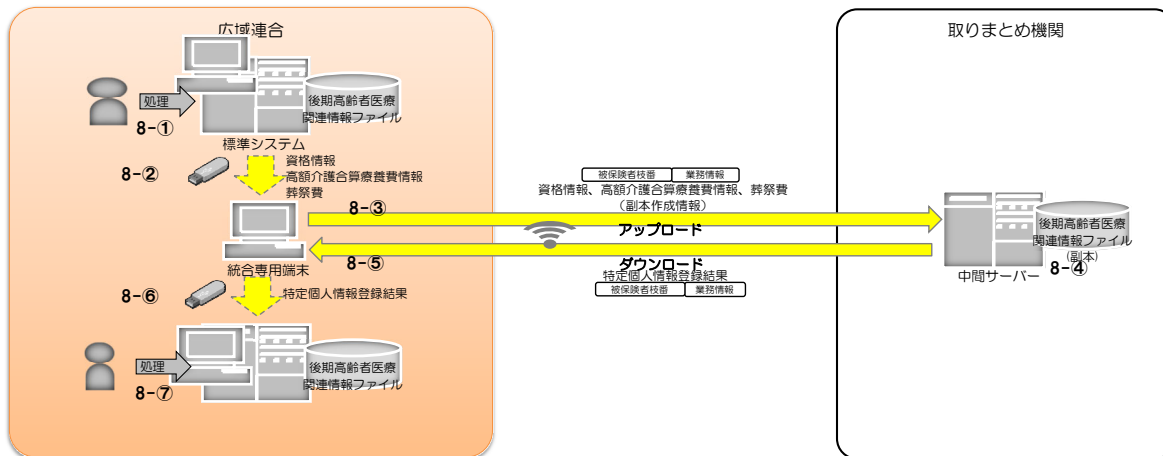 広域連合
処理
8-①
後期高齢者医療
関連情報ファイル
標準システム
8-②
資格情報
高額介護合算療養費情報
葬祭費
8-③
統合専用端末
8-⑤
8-⑥
特定個人情報登録結果
処理
8-⑦
後期高齢者医療
関連情報ファイル
被保険者枝番 業務情報
資格情報、高額介護合算療養費情報、葬祭費
（副本作成情報）
アップロード
ダウンロード
特定個人情報登録結果
被保険者枝番 業務情報
取りまとめ機関
後期高齢者医療
関連情報ファイル
(副本)
8-④
中間サーバー